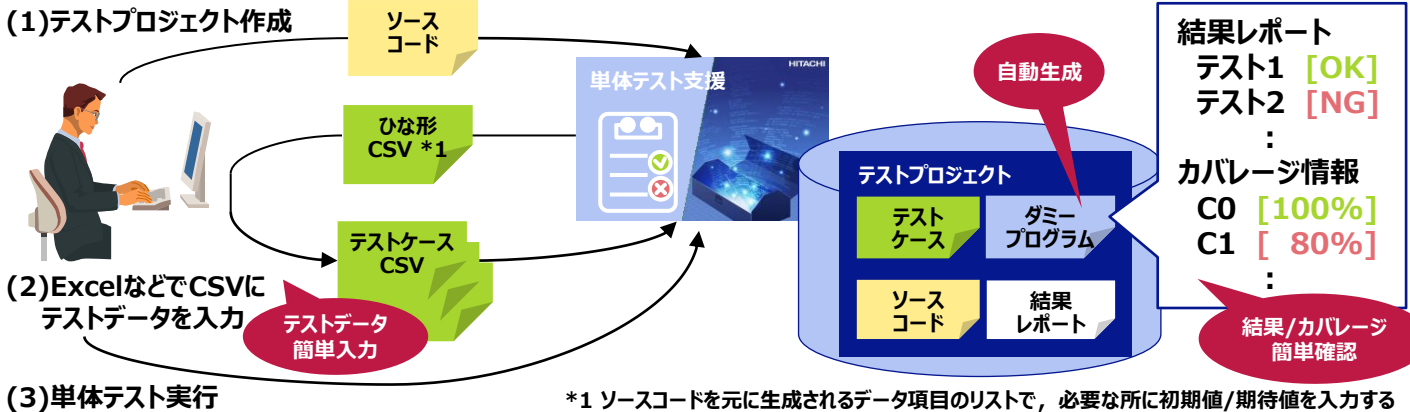 (1)テストプロジェクト作成
ソース
コード
ひな形
CSV *1
テストケース
CSV
(2)ExcelなどでCSVに
テストデータを入力
テストデータ
簡単入力
(3)単体テスト実行
HITACHI
単体テスト支援
自動生成
テストプロジェクト
テスト
ケース
ダミー
プログラム
ソース
コード
結果
レポート
結果レポート
テスト1 [OK]
テスト2 [NG]
:
カバレージ情報
C0 [100%]
C1 [ 80%]
:
結果/カバレージ
簡単確認
*1 ソースコードを元に生成されるデータ項目のリストで，必要な所に初期値/期待値を入力する